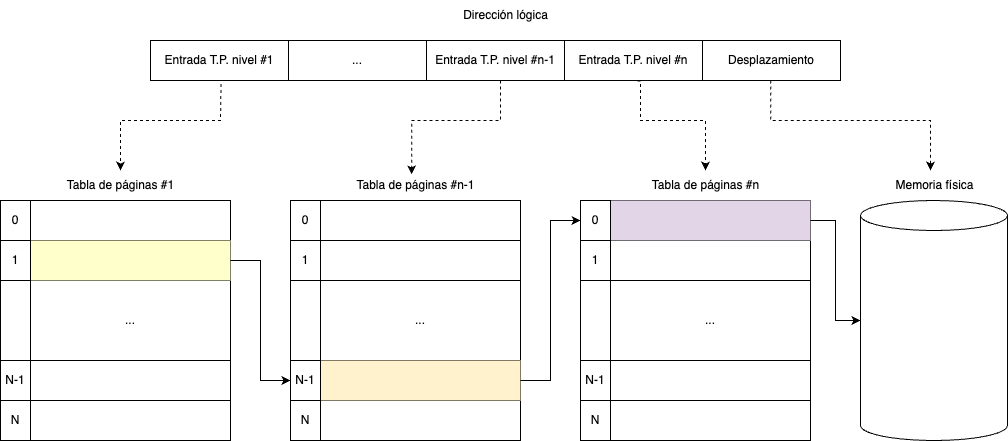 Dirección lógica
Entrada T.P. nivel #1 ... Entrada T.P. nivel #n-1 Entrada T.P. nivel #n Desplazamiento
Tabla de páginas #1 Tabla de páginas #n-1 Tabla de páginas #n Memoria física
0 0 0
1 1 1
... ... ...
N-1 N-1 N-1
N N N